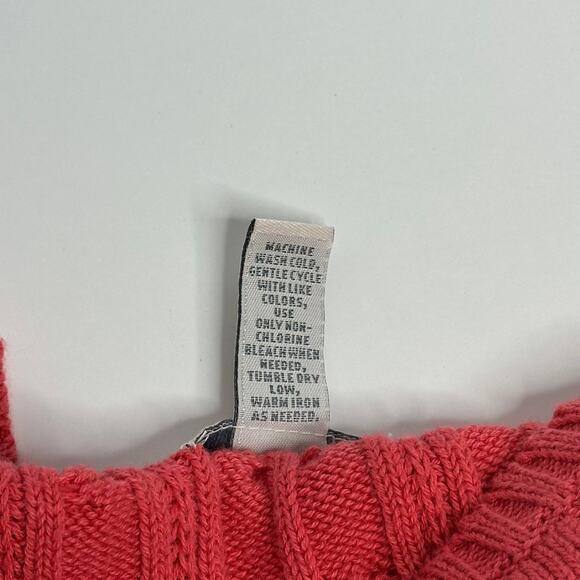 MACHINE
WASH COLD,
GENTLE CYCLE
WITH LIKE
COLORS,
USE
ONLY NON-
CHLORINE
BLEACH WHEN
NEEDED,
TUMBLE DRY
LOW,
WARM IRON
AS NEEDED.